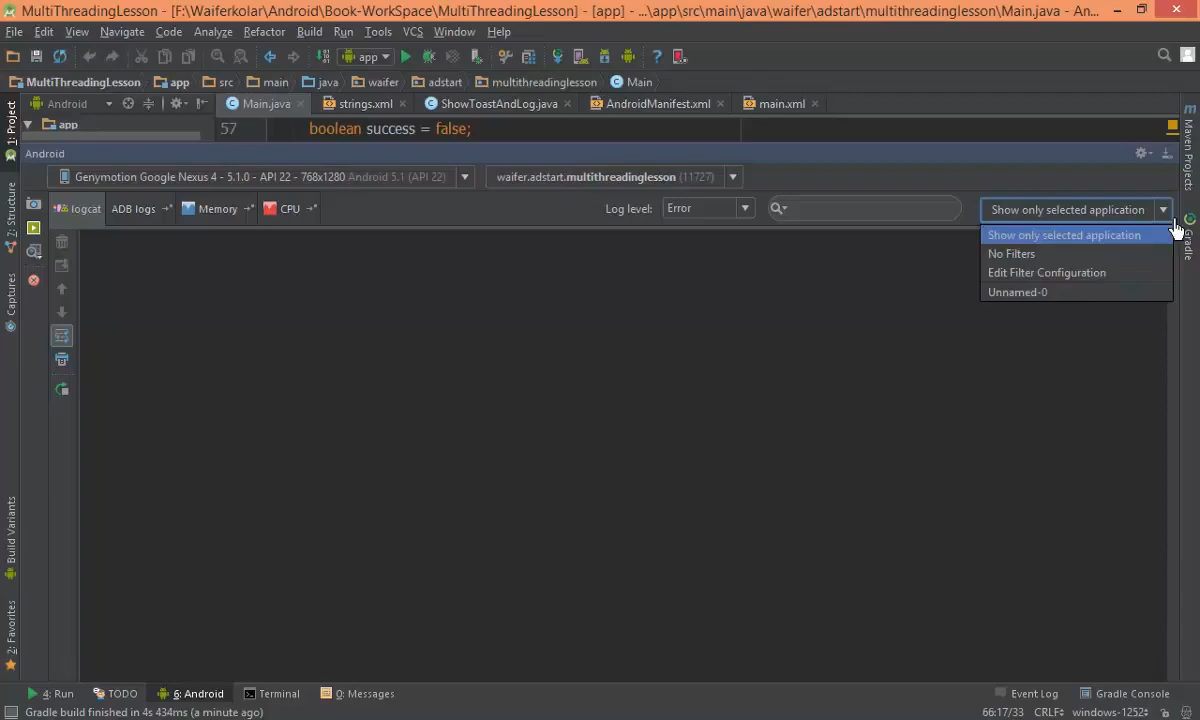 MultiThreadingLesson - [F:\Waiferkolar\Android\Book-WorkSpace\MultiThreadingLesson] - [app] - ...\app\src\main\java\waifer\adstart\multithreadinglesson\Main.java - An...
File Edit View Navigate Code Analyze Refactor Build Run Tools VCS Window Help
app
MultiThreadingLesson app src main java waifer adstart multithreadinglesson Main
1: Project
Android
Main.java strings.xml ShowToastAndLog.java AndroidManifest.xml main.xml
app
57 boolean success = false;
Android
Genymotion Google Nexus 4 - 5.1.0 - API 22 - 768x1280 Android 5.1 (API 22)
waifer.adstart.multithreadinglesson (11727)
logcat ADB logs Memory CPU
Log level: Error
Show only selected application
Show only selected application
No Filters
Edit Filter Configuration
Unnamed-0
Z: Structure
Captures
Build Variants
2: Favorites
Maven Projects
Gradle
4: Run TODO 6: Android Terminal 0: Messages Event Log Gradle Console
Gradle build finished in 4s 434ms (a minute ago)
66:17/33 CRLF windows-1252